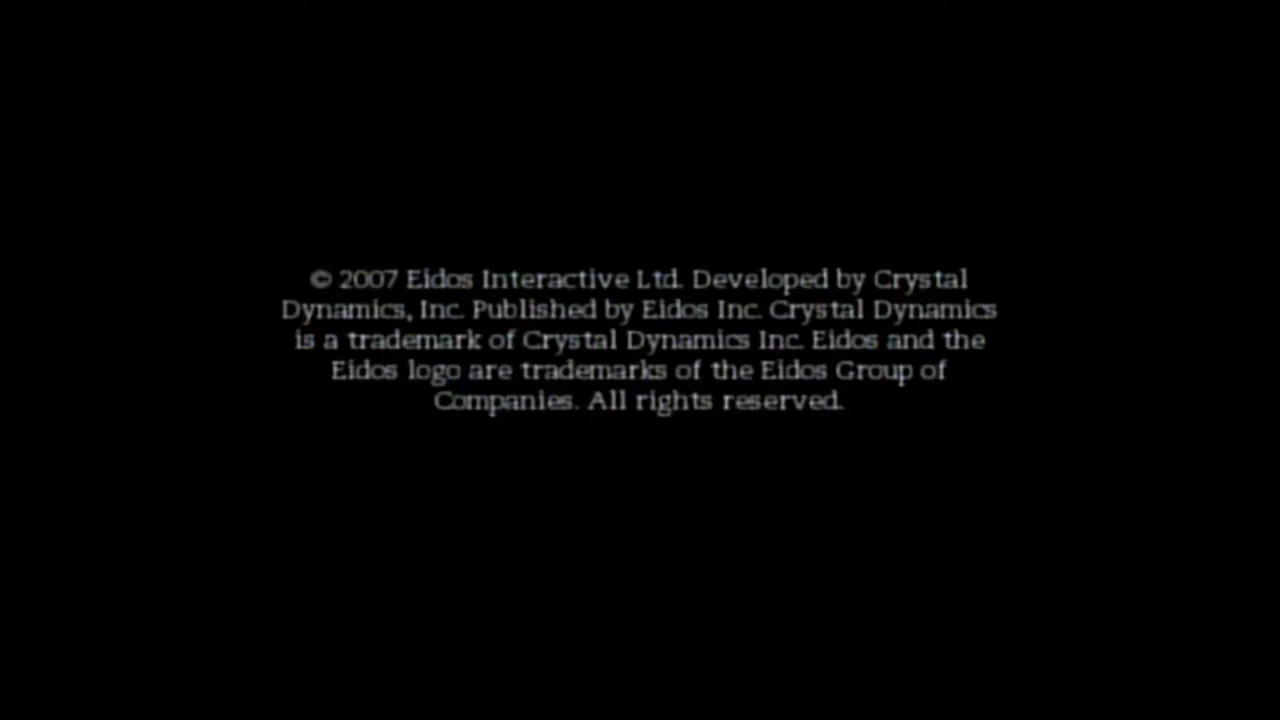 © 2007 Eidos Interactive Ltd. Developed by Crystal
Dynamics, Inc. Published by Eidos Inc. Crystal Dynamics
is a trademark of Crystal Dynamics Inc. Eidos and the
Eidos logo are trademarks of the Eidos Group of
Companies. All rights reserved.